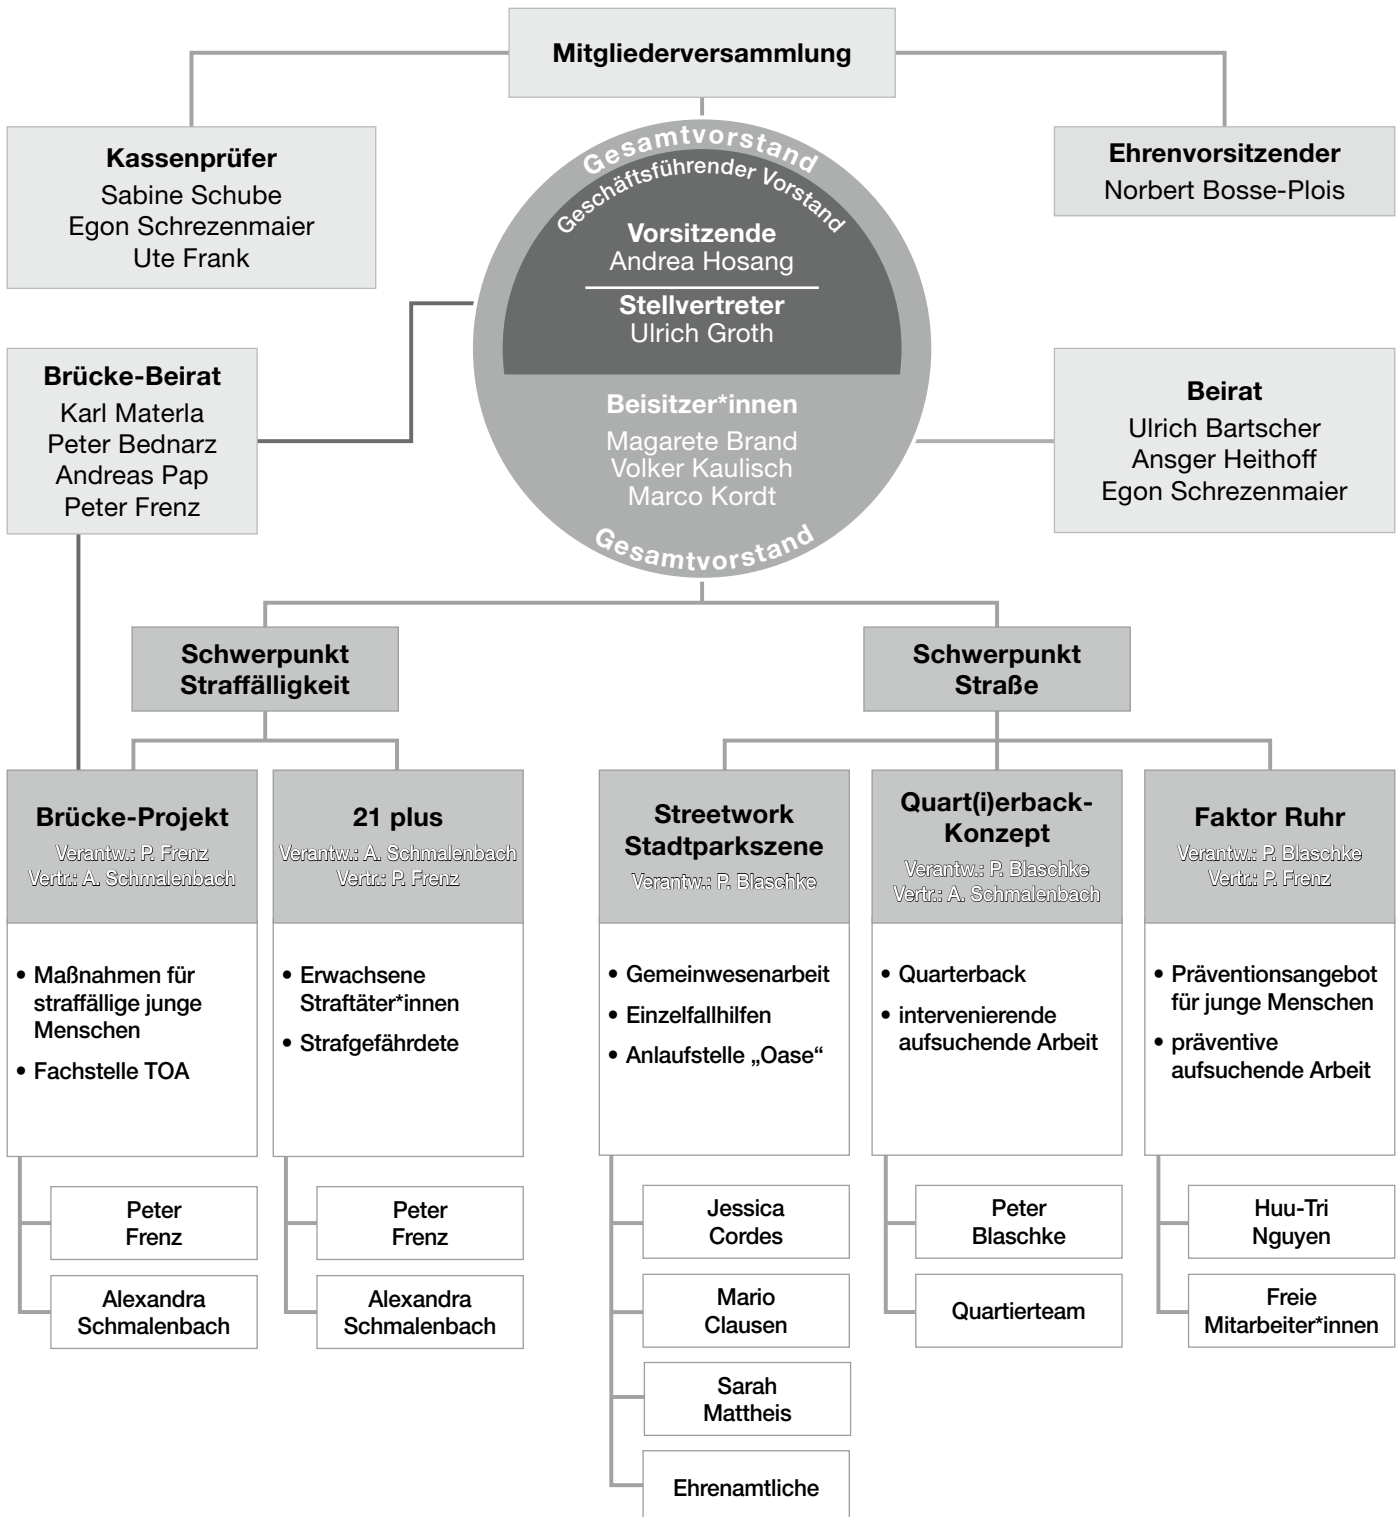 Mitgliederversammlung
Kassenprüfer
Sabine Schube
Egon Schrezenmaier
Ute Frank
Gesamtvorstand
Geschäftsführender Vorstand
Vorsitzende
Andrea Hosang
Stellvertreter
Ulrich Groth
Beisitzer*innen
Magarete Brand
Volker Kaulisch
Marco Kordt
Gesamtvorstand
Ehrenvorsitzender
Norbert Bosse-Plois
Brücke-Beirat
Karl Materla
Peter Bednarz
Andreas Pap
Peter Frenz
Beirat
Ulrich Bartscher
Ansger Heithoff
Egon Schrezenmaier
Schwerpunkt
Straffälligkeit
Schwerpunkt
Straße
Brücke-Projekt
Verantw.: P. Frenz
Vertr.: A. Schmalenbach
• Maßnahmen für
straffällige junge
Menschen
• Fachstelle TOA
Peter
Frenz
Alexandra
Schmalenbach
21 plus
Verantw.: A. Schmalenbach
Vertr.: P. Frenz
• Erwachsene
Straftäter*innen
• Strafgefährdete
Peter
Frenz
Alexandra
Schmalenbach
Streetwork
Stadtparkszene
Verantw.: P. Blaschke
• Gemeinwesenarbeit
• Einzelfallhilfen
• Anlaufstelle „Oase“
Jessica
Cordes
Mario
Clausen
Sarah
Mattheis
Ehrenamtliche
Quart(i)erback-
Konzept
Verantw.: P. Blaschke
Vertr.: A. Schmalenbach
• Quarterback
• intervenierende
aufsuchende Arbeit
Peter
Blaschke
Quartierteam
Faktor Ruhr
Verantw.: P. Blaschke
Vertr.: P. Frenz
• Präventionsangebot
für junge Menschen
• präventive
aufsuchende Arbeit
Huu-Tri
Nguyen
Freie
Mitarbeiter*innen